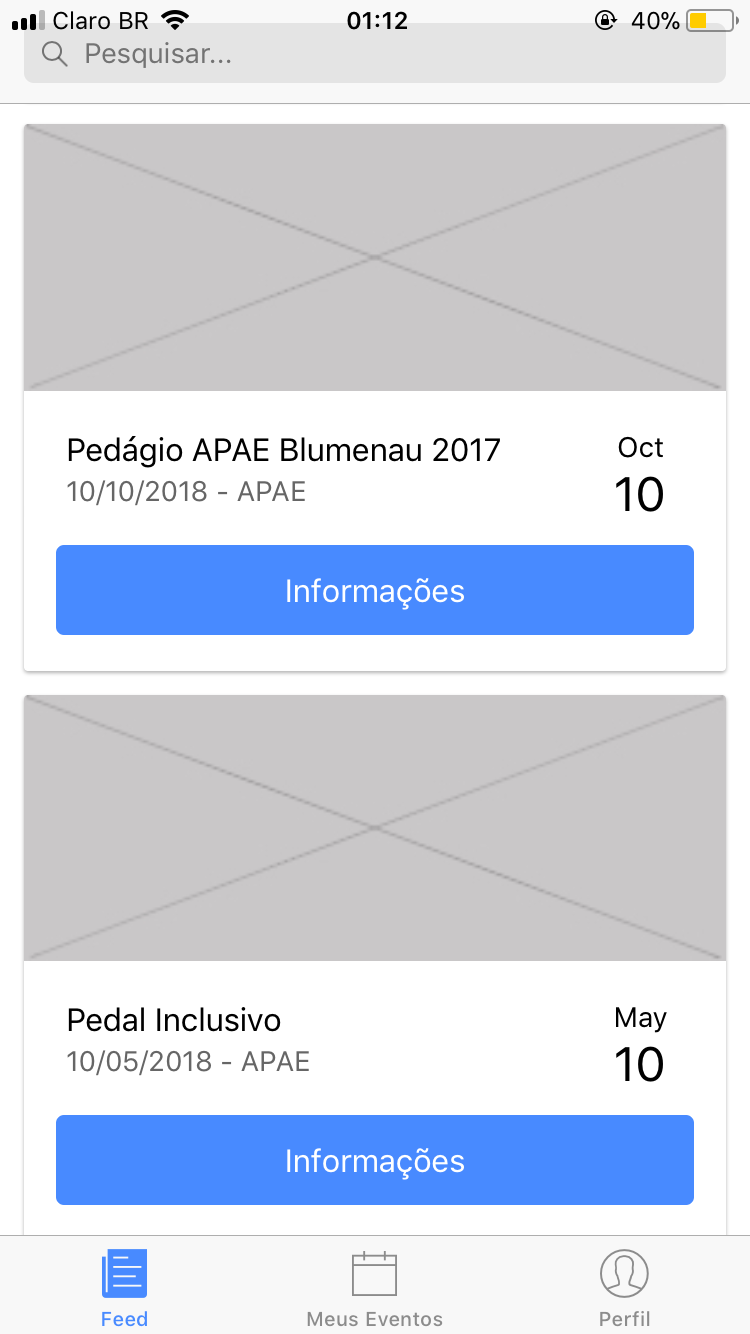 Claro BR 01:12 40%
Pesquisar...
Pedágio APAE Blumenau 2017
10/10/2018 - APAE
Oct
10
Informações
Pedal Inclusivo
10/05/2018 - APAE
May
10
Informações
Feed Meus Eventos Perfil